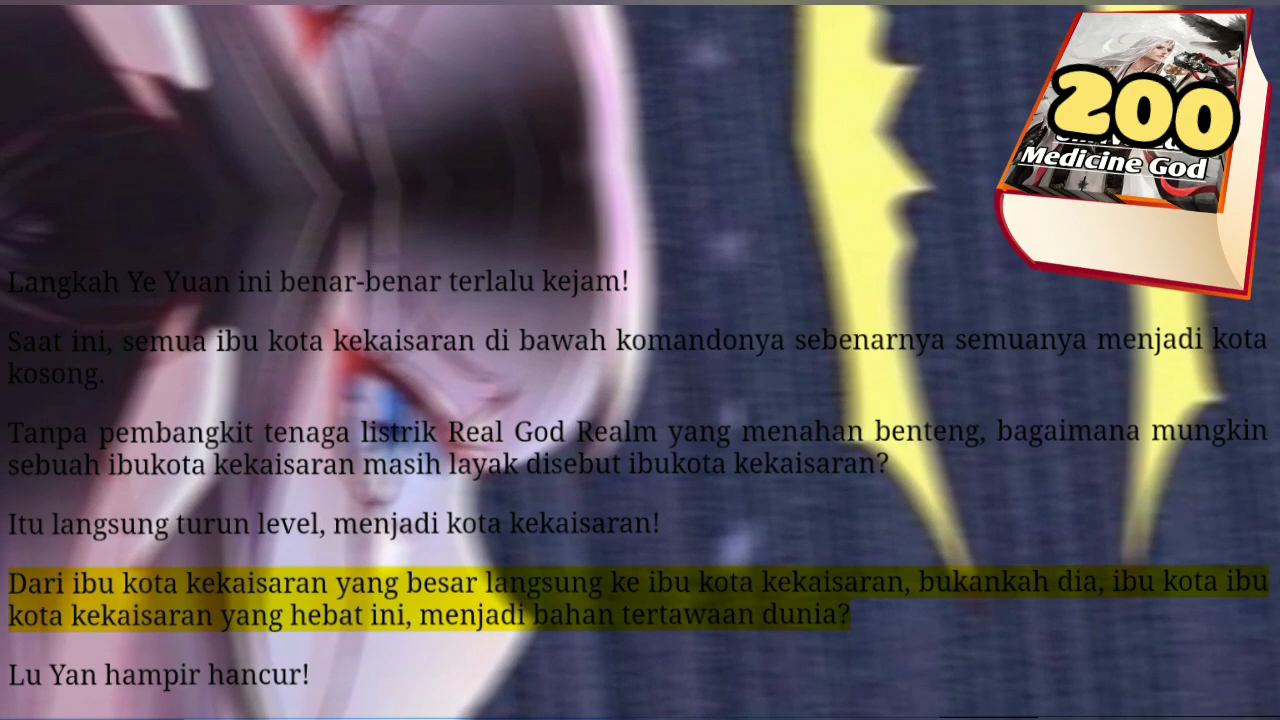 200
Medicine God
Langkah Ye Yuan ini benar-benar terlalu kejam!
Saat ini, semua ibu kota kekaisaran di bawah komandonya sebenarnya semuanya menjadi kota
kosong.
Tanpa pembangkit tenaga listrik Real God Realm yang menahan benteng, bagaimana mungkin
sebuah ibukota kekaisaran masih layak disebut ibukota kekaisaran?
Itu langsung turun level, menjadi kota kekaisaran!
Dari ibu kota kekaisaran yang besar langsung ke ibu kota kekaisaran, bukankah dia, ibu kota ibu
kota kekaisaran yang hebat ini, menjadi bahan tertawaan dunia?
Lu Yan hampir hancur!